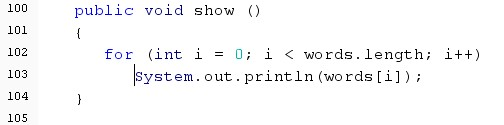 100 public void show ()
101 {
102 for (int i = 0; i < words.length; i++)
103 System.out.println(words[i]);
104 }
105